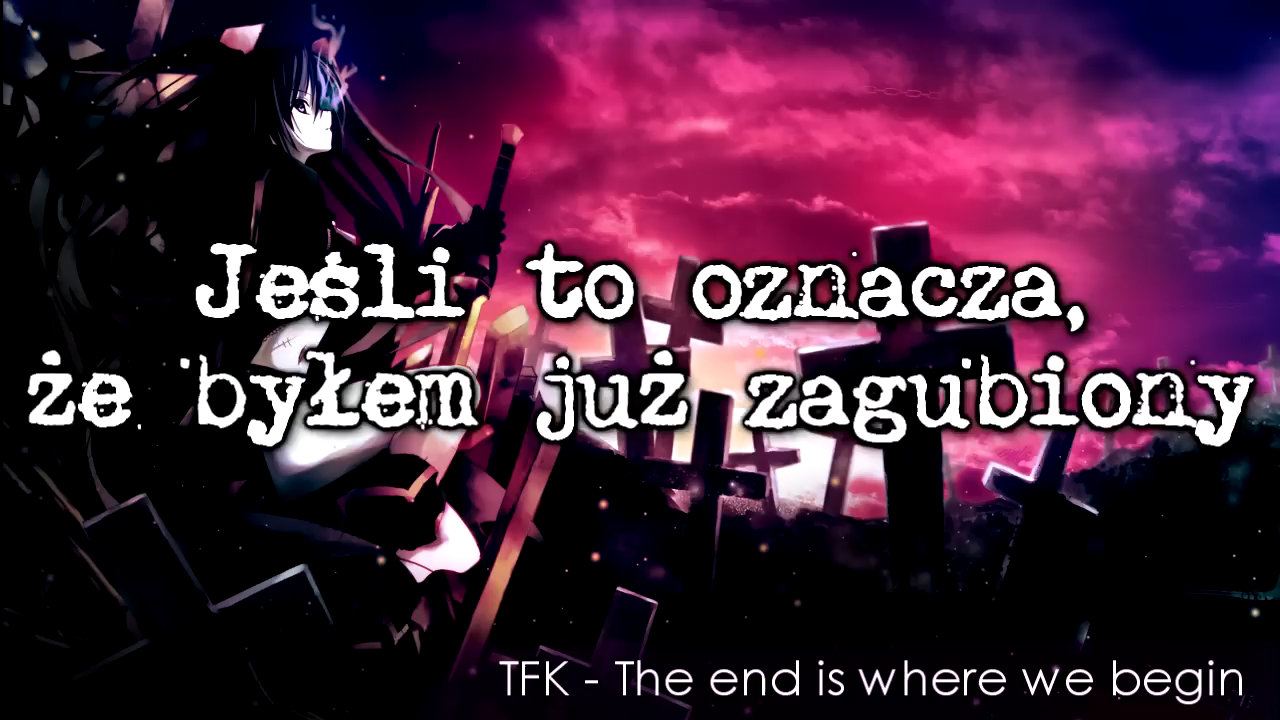 Jeśli to oznacza,
że byłem już zagubiony
TFK - The end is where we begin